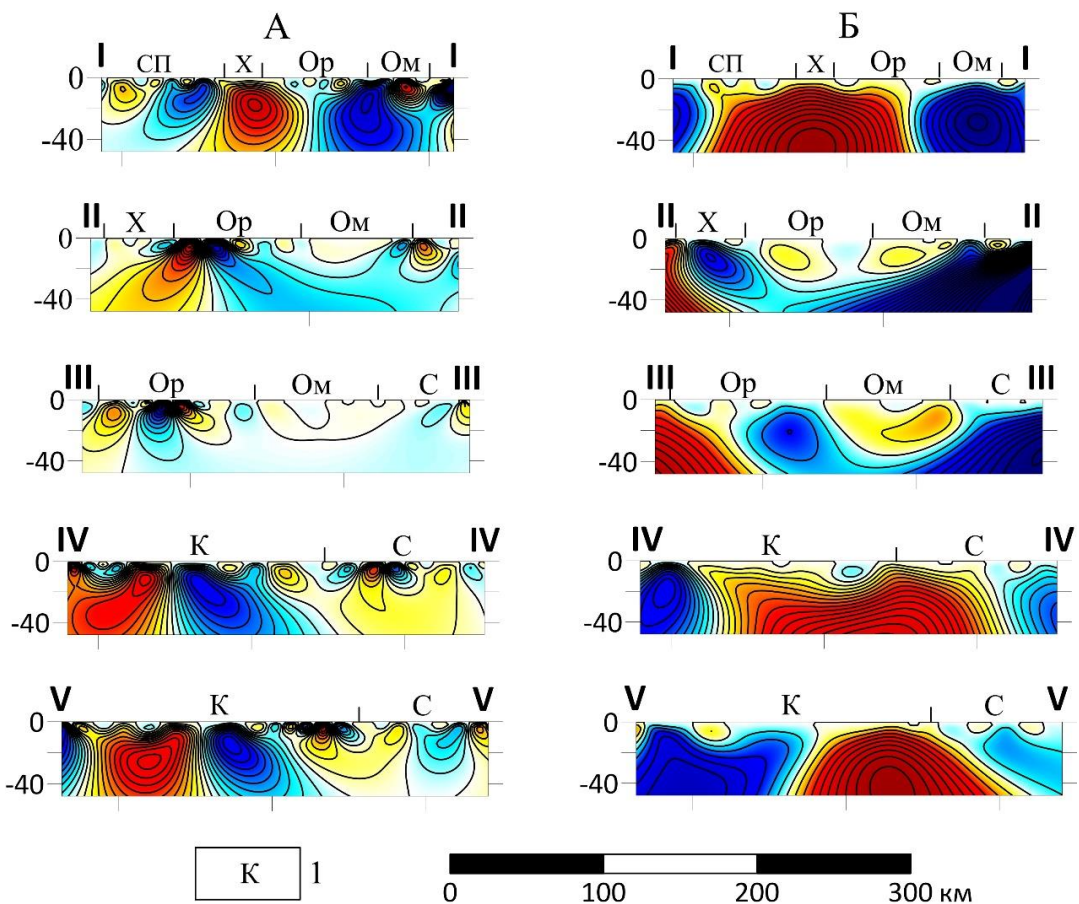 А Б
I СП Х Ор Ом I I СП Х Ор Ом I
0 0
-40 -40
II Х Ор Ом II II Х Ор Ом II
0 0
-40 -40
III Ор Ом С III III Ор Ом С III
0 0
-40 -40
IV К С IV IV К С IV
0 0
-40 -40
V К С V V К С V
0 0
-40 -40
К 1
0 100 200 300 км